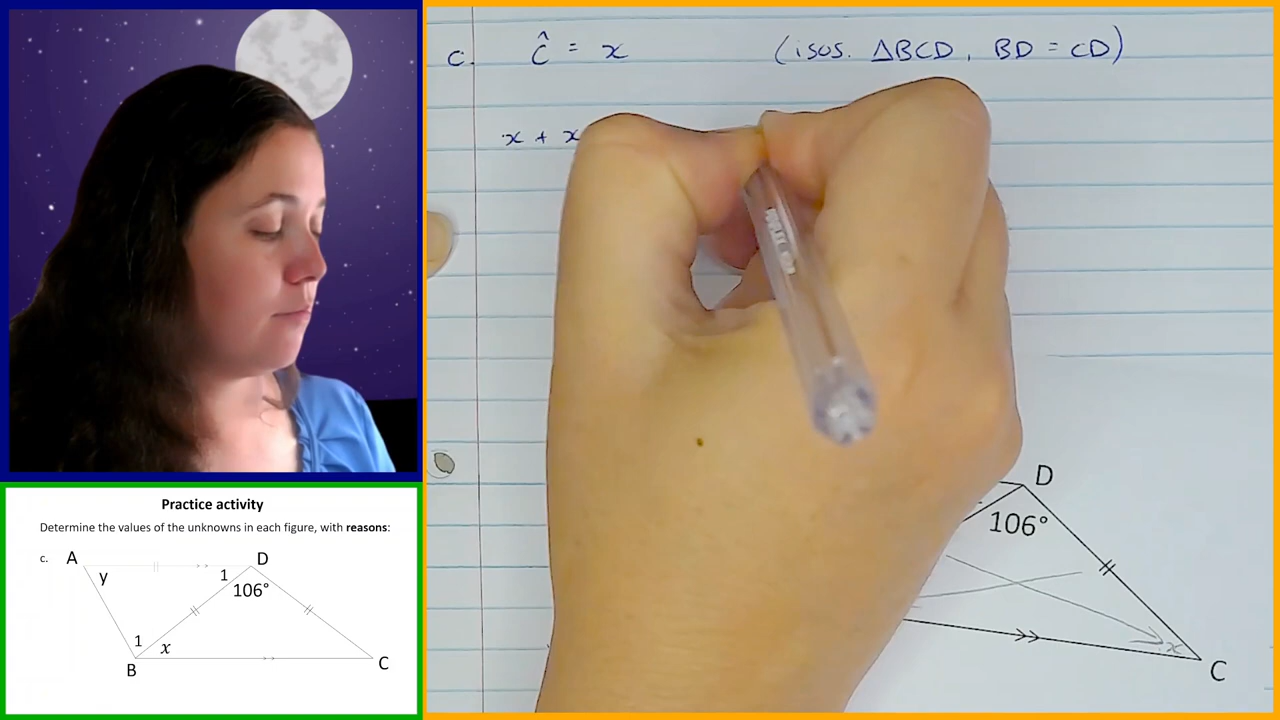 c. Ĉ = x (isos. ΔBCD, BD = CD)
x + x
D
106°
x
C
Practice activity
Determine the values of the unknowns in each figure, with reasons:
c. A D
y 1
106°
1 x
B C